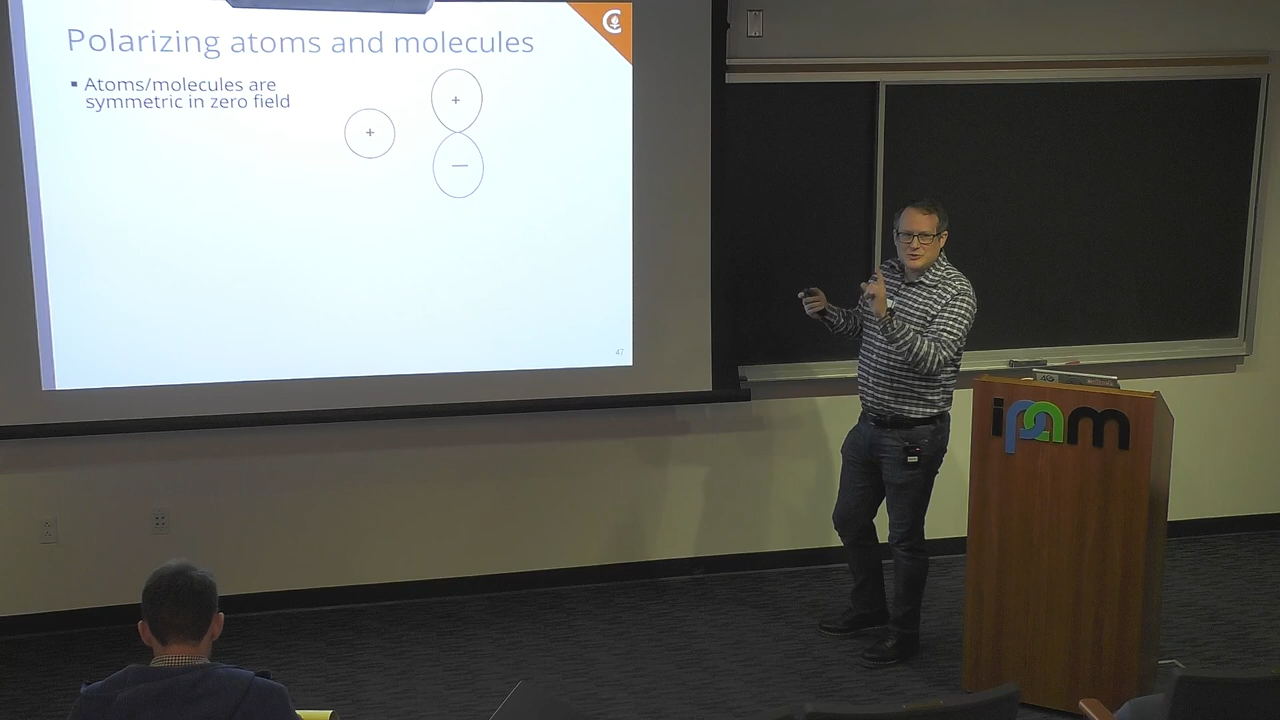 Polarizing atoms and molecules
▪ Atoms/molecules are
symmetric in zero field
+
+
—
47
ipam